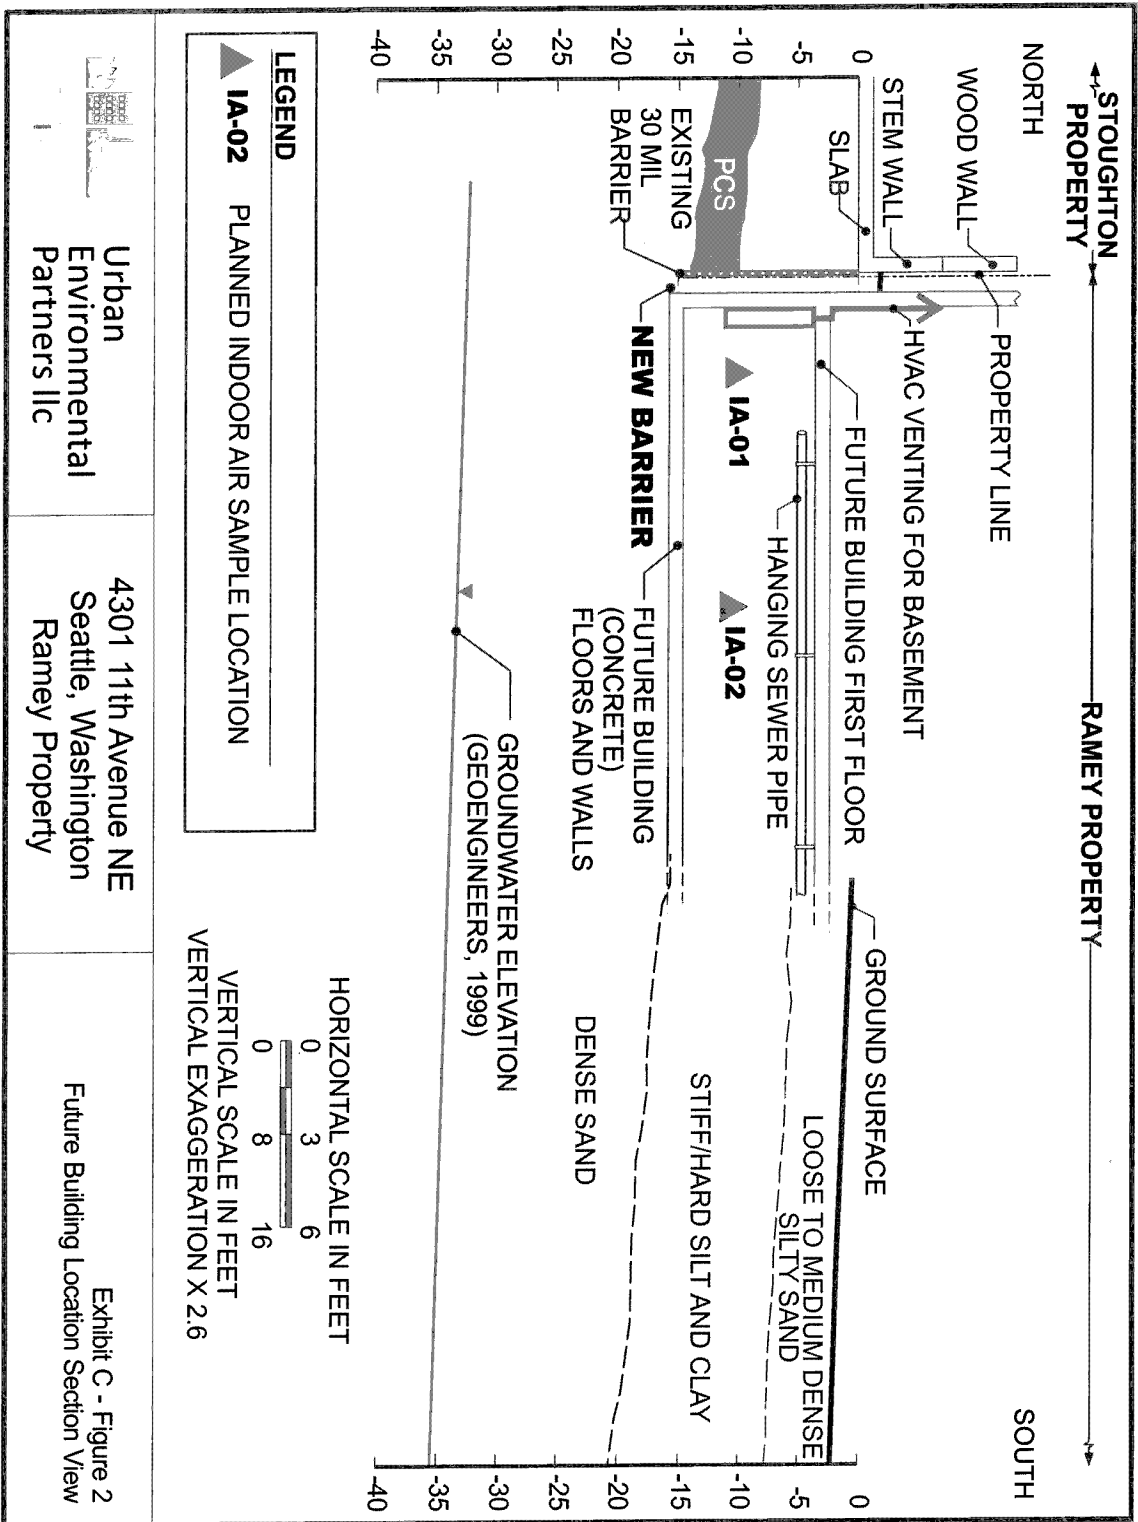 STOUGHTON
PROPERTY
RAMEY PROPERTY
NORTH
SOUTH
WOOD WALL
STEM WALL
SLAB
PROPERTY LINE
HVAC VENTING FOR BASEMENT
FUTURE BUILDING FIRST FLOOR
HANGING SEWER PIPE
GROUND SURFACE
LOOSE TO MEDIUM DENSE
SILTY SAND
STIFF/HARD SILT AND CLAY
DENSE SAND
0
-5
-10
-15
-20
-25
-30
-35
-40
0
-5
-10
-15
-20
-25
-30
-35
-40
PCS
EXISTING
30 MIL
BARRIER
IA-01
IA-02
NEW BARRIER
FUTURE BUILDING
(CONCRETE)
FLOORS AND WALLS
GROUNDWATER ELEVATION
(GEOENGINEERS, 1999)
LEGEND
IA-02 PLANNED INDOOR AIR SAMPLE LOCATION
HORIZONTAL SCALE IN FEET
0 3 6
0 8 16
VERTICAL SCALE IN FEET
VERTICAL EXAGGERATION X 2.6
Urban
Environmental
Partners llc
4301 11th Avenue NE
Seattle, Washington
Ramey Property
Exhibit C - Figure 2
Future Building Location Section View